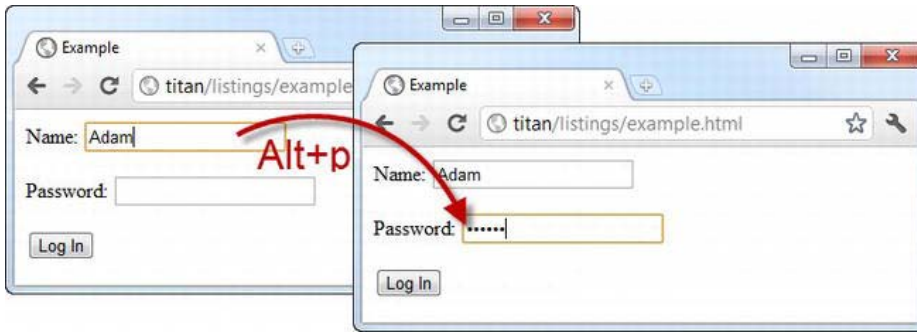 Example
titan/listings/example
Name: Adam
Password:
Log In
Alt+p
Example
titan/listings/example.html
Name: Adam
Password: ••••••
Log In